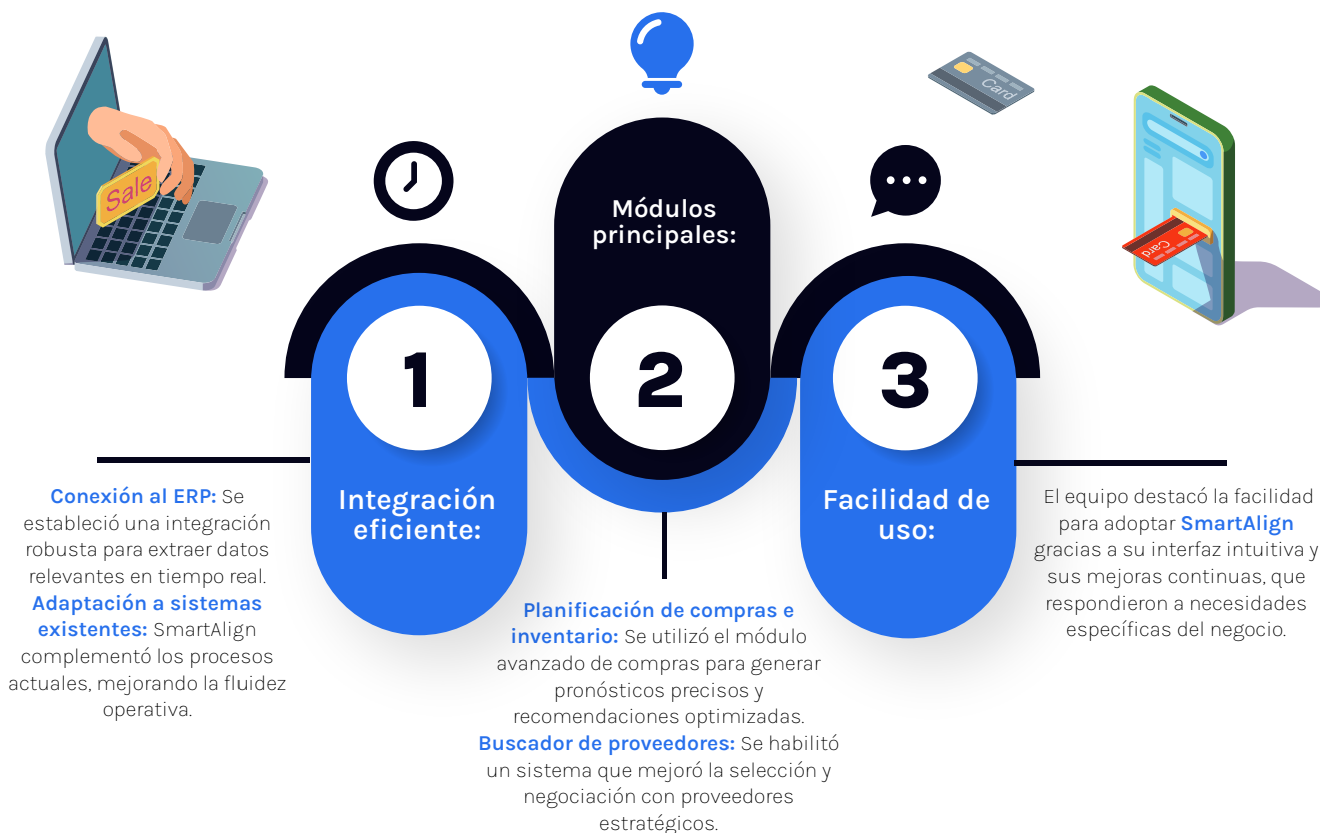 Sale
Card
Card
1
Integración
eficiente:
Conexión al ERP: Se
estableció una integración
robusta para extraer datos
relevantes en tiempo real.
Adaptación a sistemas
existentes: SmartAlign
complementó los procesos
actuales, mejorando la fluidez
operativa.
Módulos
principales:
2
Planificación de compras e
inventario: Se utilizó el módulo
avanzado de compras para generar
pronósticos precisos y
recomendaciones optimizadas.
Buscador de proveedores: Se habilitó
un sistema que mejoró la selección y
negociación con proveedores
estratégicos.
3
Facilidad de
uso:
El equipo destacó la facilidad
para adoptar SmartAlign
gracias a su interfaz intuitiva y
sus mejoras continuas, que
respondieron a necesidades
específicas del negocio.